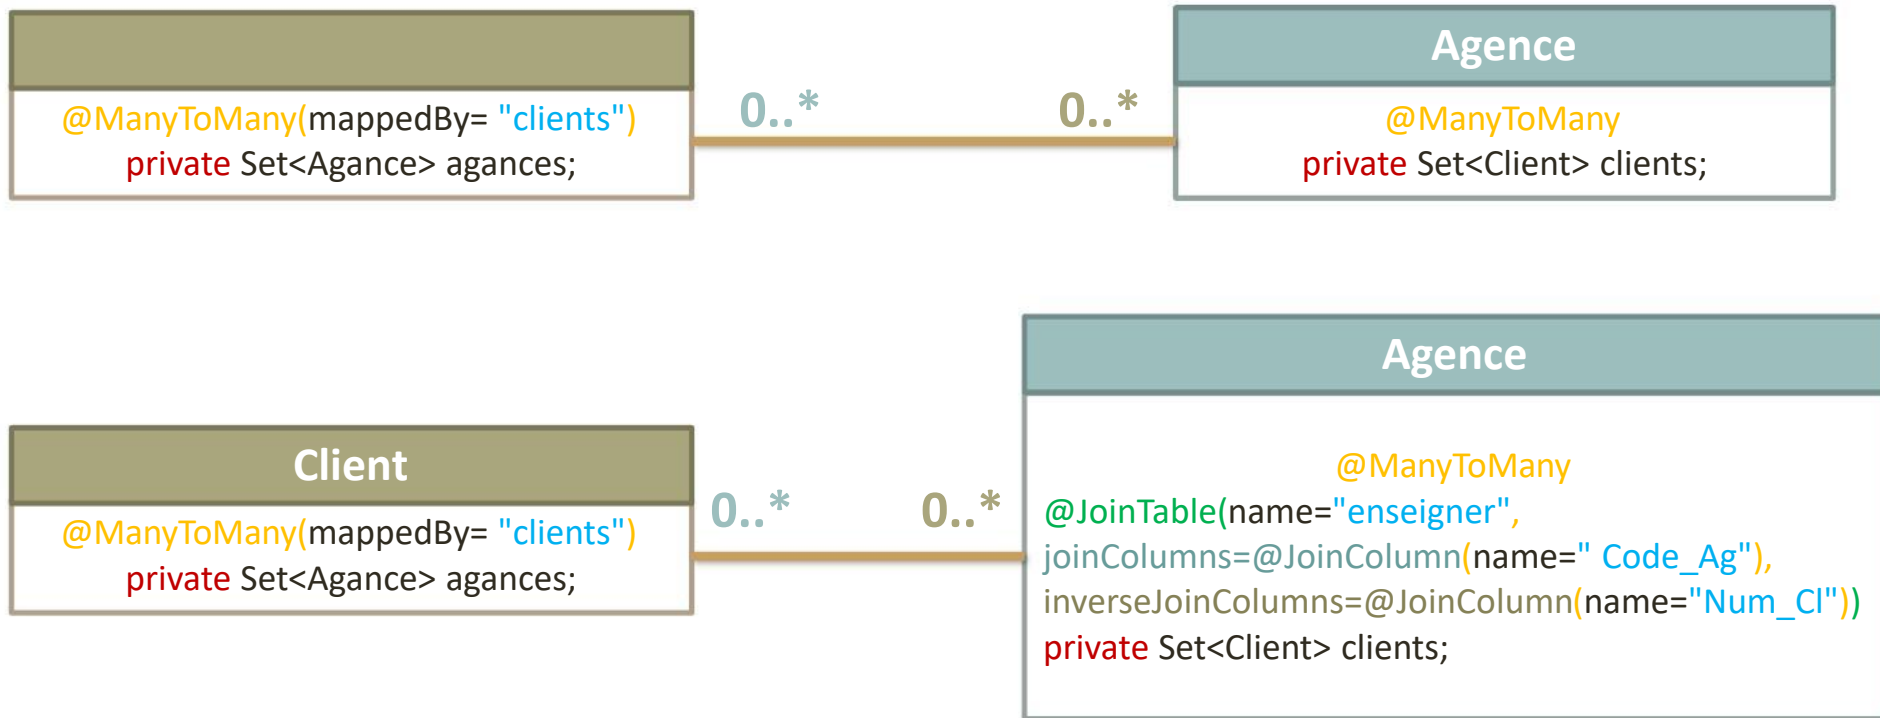 Agence
@ManyToMany(mappedBy= "clients")
private Set<Agance> agances;
0..*
0..*
@ManyToMany
private Set<Client> clients;
Client
@ManyToMany(mappedBy= "clients")
private Set<Agance> agances;
0..*
0..*
Agence
@ManyToMany
@JoinTable(name="enseigner",
joinColumns=@JoinColumn(name=" Code_Ag"),
inverseJoinColumns=@JoinColumn(name="Num_Cl"))
private Set<Client> clients;